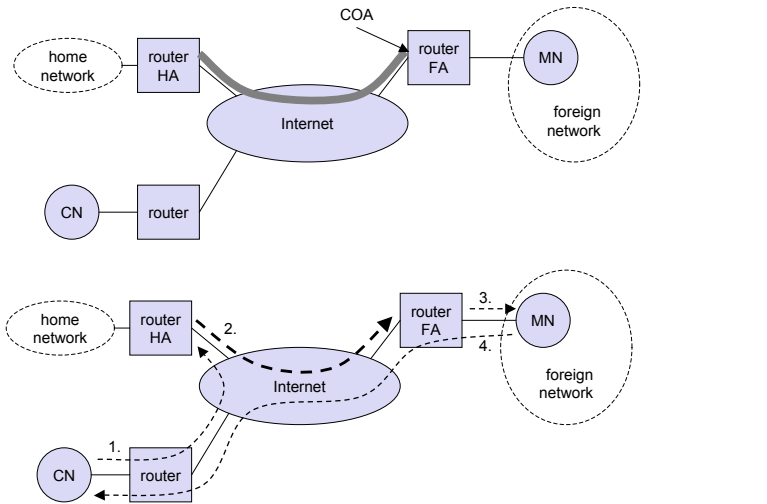 COA
home
network
router
HA
router
FA
MN
foreign
network
Internet
CN
router
home
network
router
HA
2.
router
FA
3.
MN
4.
foreign
network
Internet
1.
CN
router